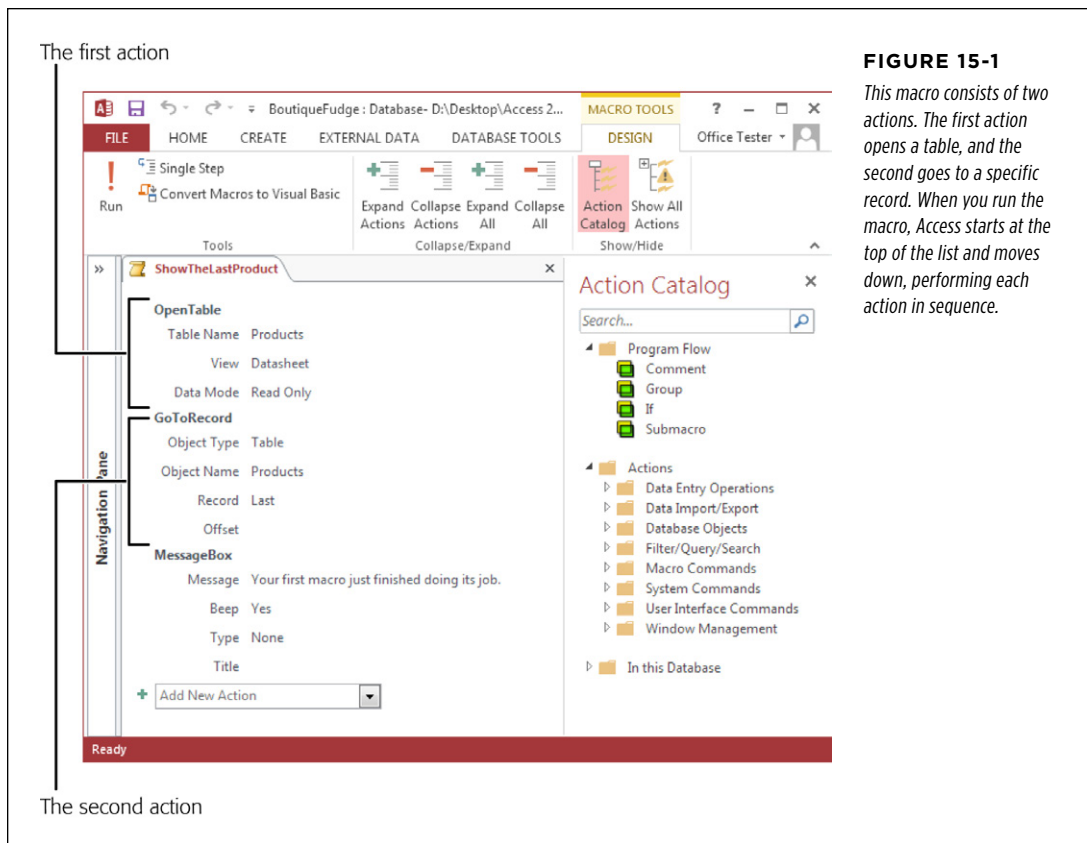 The first action
BoutiqueFudge : Database- D:\Desktop\Access 2...
MACRO TOOLS
?
FILE
HOME
CREATE
EXTERNAL DATA
DATABASE TOOLS
DESIGN
Office Tester
Run
Single Step
Convert Macros to Visual Basic
Tools
Expand Actions
Collapse Actions
Expand All
Collapse All
Collapse/Expand
Action Catalog
Show All Actions
Show/Hide
»
Navigation Pane
ShowTheLastProduct
OpenTable
Table Name Products
View Datasheet
Data Mode Read Only
GoToRecord
Object Type Table
Object Name Products
Record Last
Offset
MessageBox
Message Your first macro just finished doing its job.
Beep Yes
Type None
Title
Add New Action
Action Catalog
Search...
Program Flow
Comment
Group
If
Submacro
Actions
Data Entry Operations
Data Import/Export
Database Objects
Filter/Query/Search
Macro Commands
System Commands
User Interface Commands
Window Management
In this Database
Ready
The second action
FIGURE 15-1
This macro consists of two
actions. The first action
opens a table, and the
second goes to a specific
record. When you run the
macro, Access starts at the
top of the list and moves
down, performing each
action in sequence.